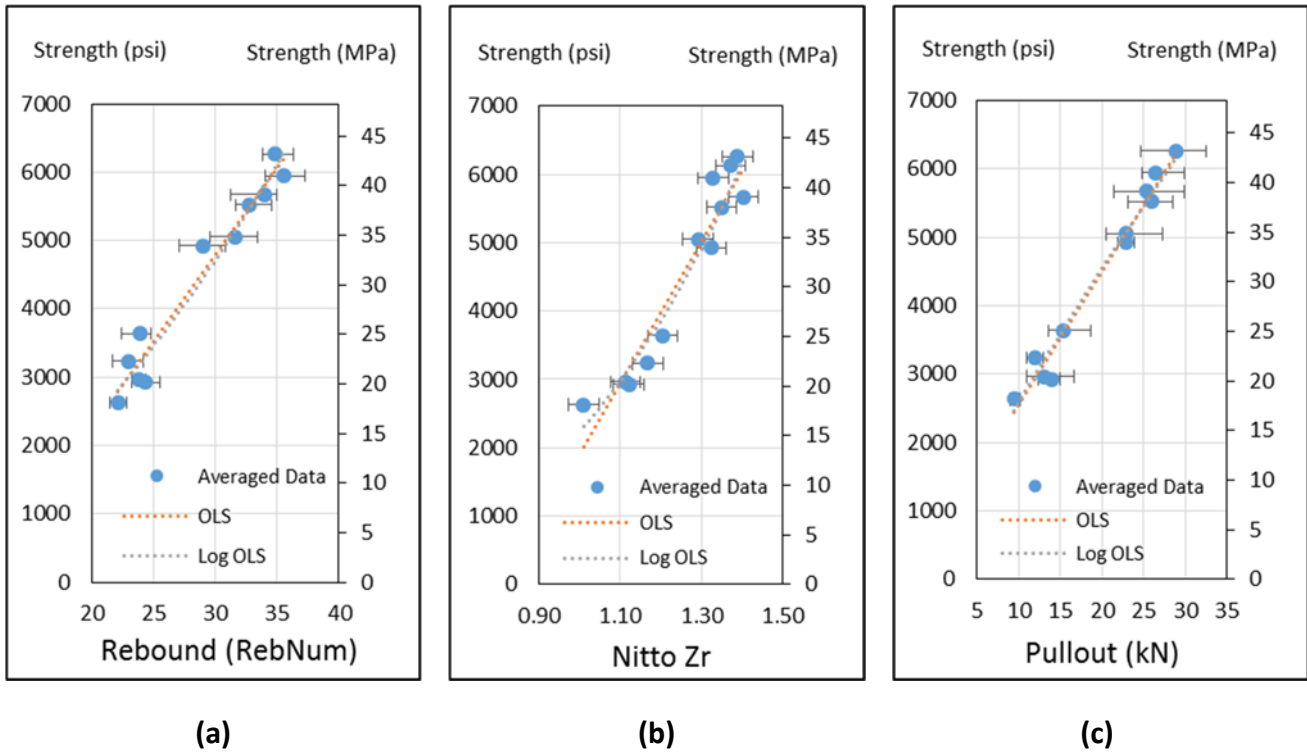 Strength (psi) Strength (MPa)
7000
6000
5000
4000
3000
2000
1000
0
45
40
35
30
25
20
15
10
5
0
Averaged Data
OLS
Log OLS
20 25 30 35 40
Rebound (RebNum)
(a)
Strength (psi) Strength (MPa)
7000
6000
5000
4000
3000
2000
1000
0
45
40
35
30
25
20
15
10
5
0
Averaged Data
OLS
Log OLS
0.90 1.10 1.30 1.50
Nitto Zr
(b)
Strength (psi) Strength (MPa)
7000
6000
5000
4000
3000
2000
1000
0
45
40
35
30
25
20
15
10
5
0
Averaged Data
OLS
Log OLS
5 10 15 20 25 30 35
Pullout (kN)
(c)